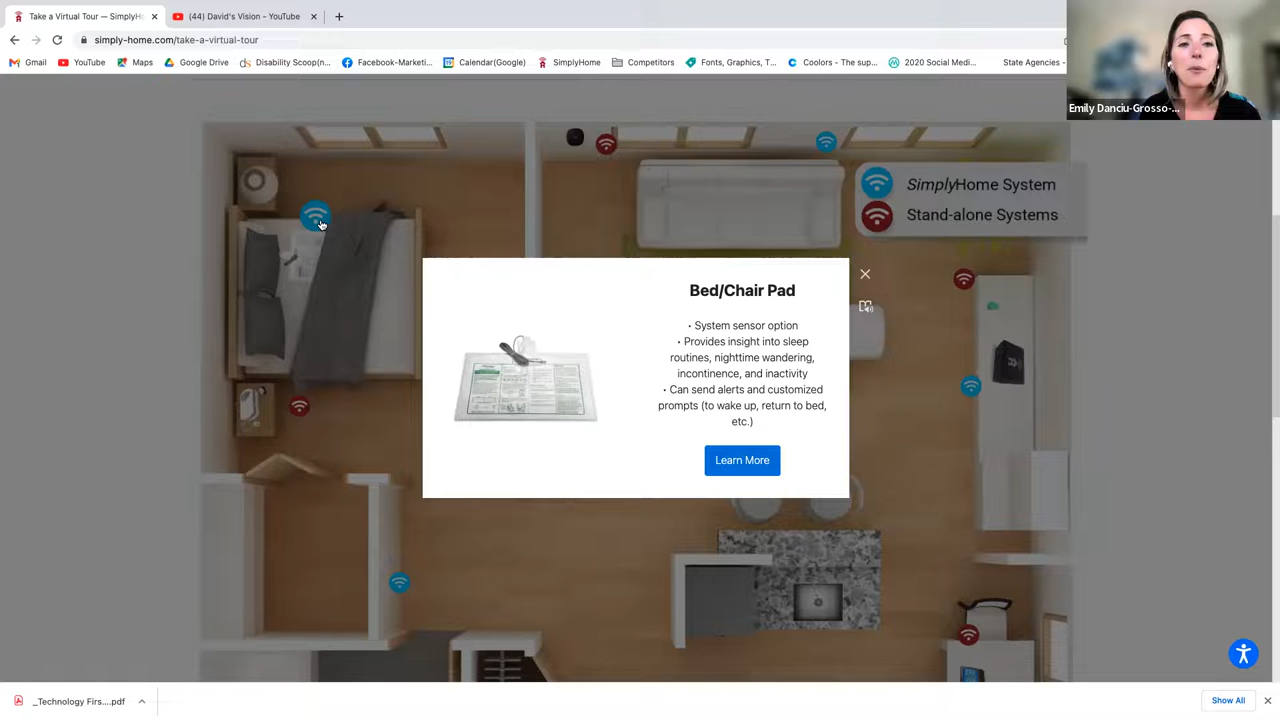 Take a Virtual Tour — SimplyHo
(44) David's Vision - YouTube
simply-home.com/take-a-virtual-tour
Gmail
YouTube
Maps
Google Drive
Disability Scoop(n...
Facebook-Marketi...
Calendar(Google)
SimplyHome
Competitors
Fonts, Graphics, T...
Coolors - The sup...
2020 Social Medi...
State Agencies -
Emily Danciu-Grosso-...
SimplyHome System
Stand-alone Systems
Bed/Chair Pad
• System sensor option
• Provides insight into sleep
routines, nighttime wandering,
incontinence, and inactivity
• Can send alerts and customized
prompts (to wake up, return to bed,
etc.)
Learn More
_Technology Firs....pdf
Show All